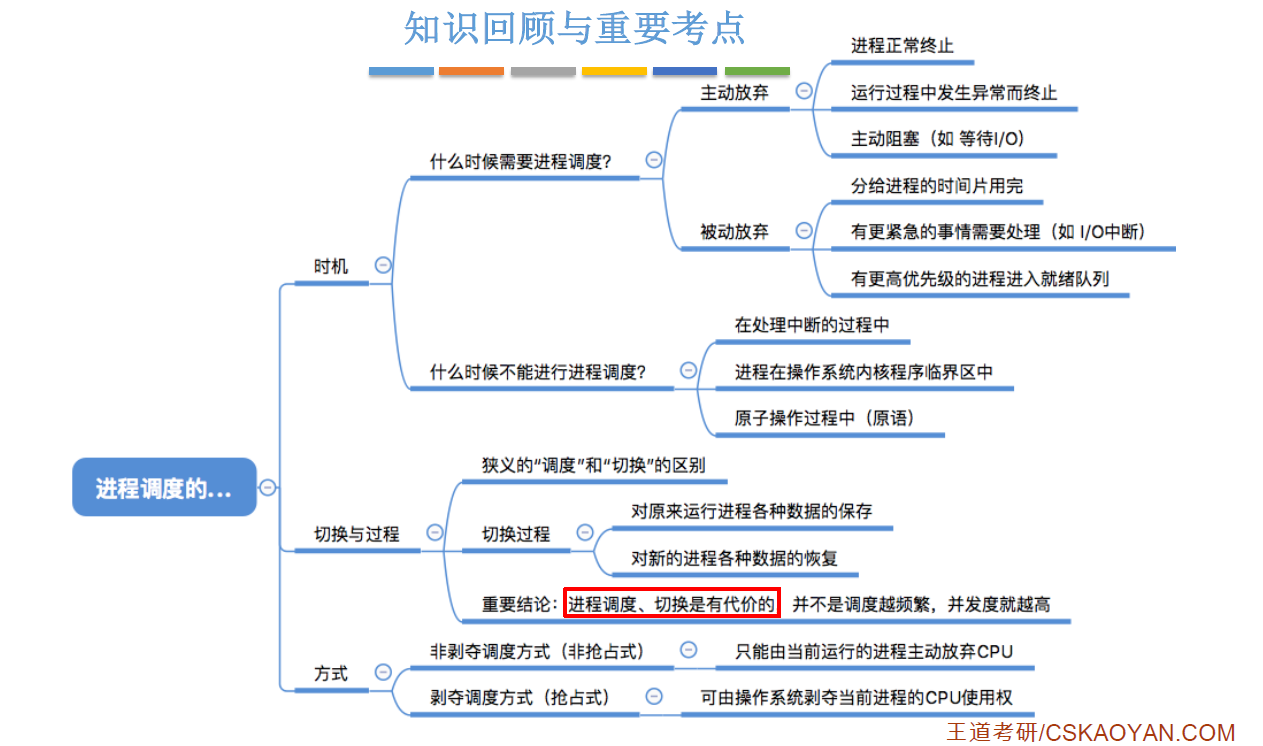 知识回顾与重要考点
进程调度的...
时机
什么时候需要进程调度?
主动放弃
进程正常终止
运行过程中发生异常而终止
主动阻塞（如 等待I/O）
被动放弃
分给进程的时间片用完
有更紧急的事情需要处理（如 I/O中断）
有更高优先级的进程进入就绪队列
什么时候不能进行进程调度?
在处理中断的过程中
进程在操作系统内核程序临界区中
原子操作过程中（原语）
切换与过程
狭义的“调度”和“切换”的区别
切换过程
对原来运行进程各种数据的保存
对新的进程各种数据的恢复
重要结论：进程调度、切换是有代价的 并不是调度越频繁，并发度就越高
方式
非剥夺调度方式（非抢占式）
只能由当前运行的进程主动放弃CPU
剥夺调度方式（抢占式）
可由操作系统剥夺当前进程的CPU使用权
王道考研/CSKAOYAN.COM